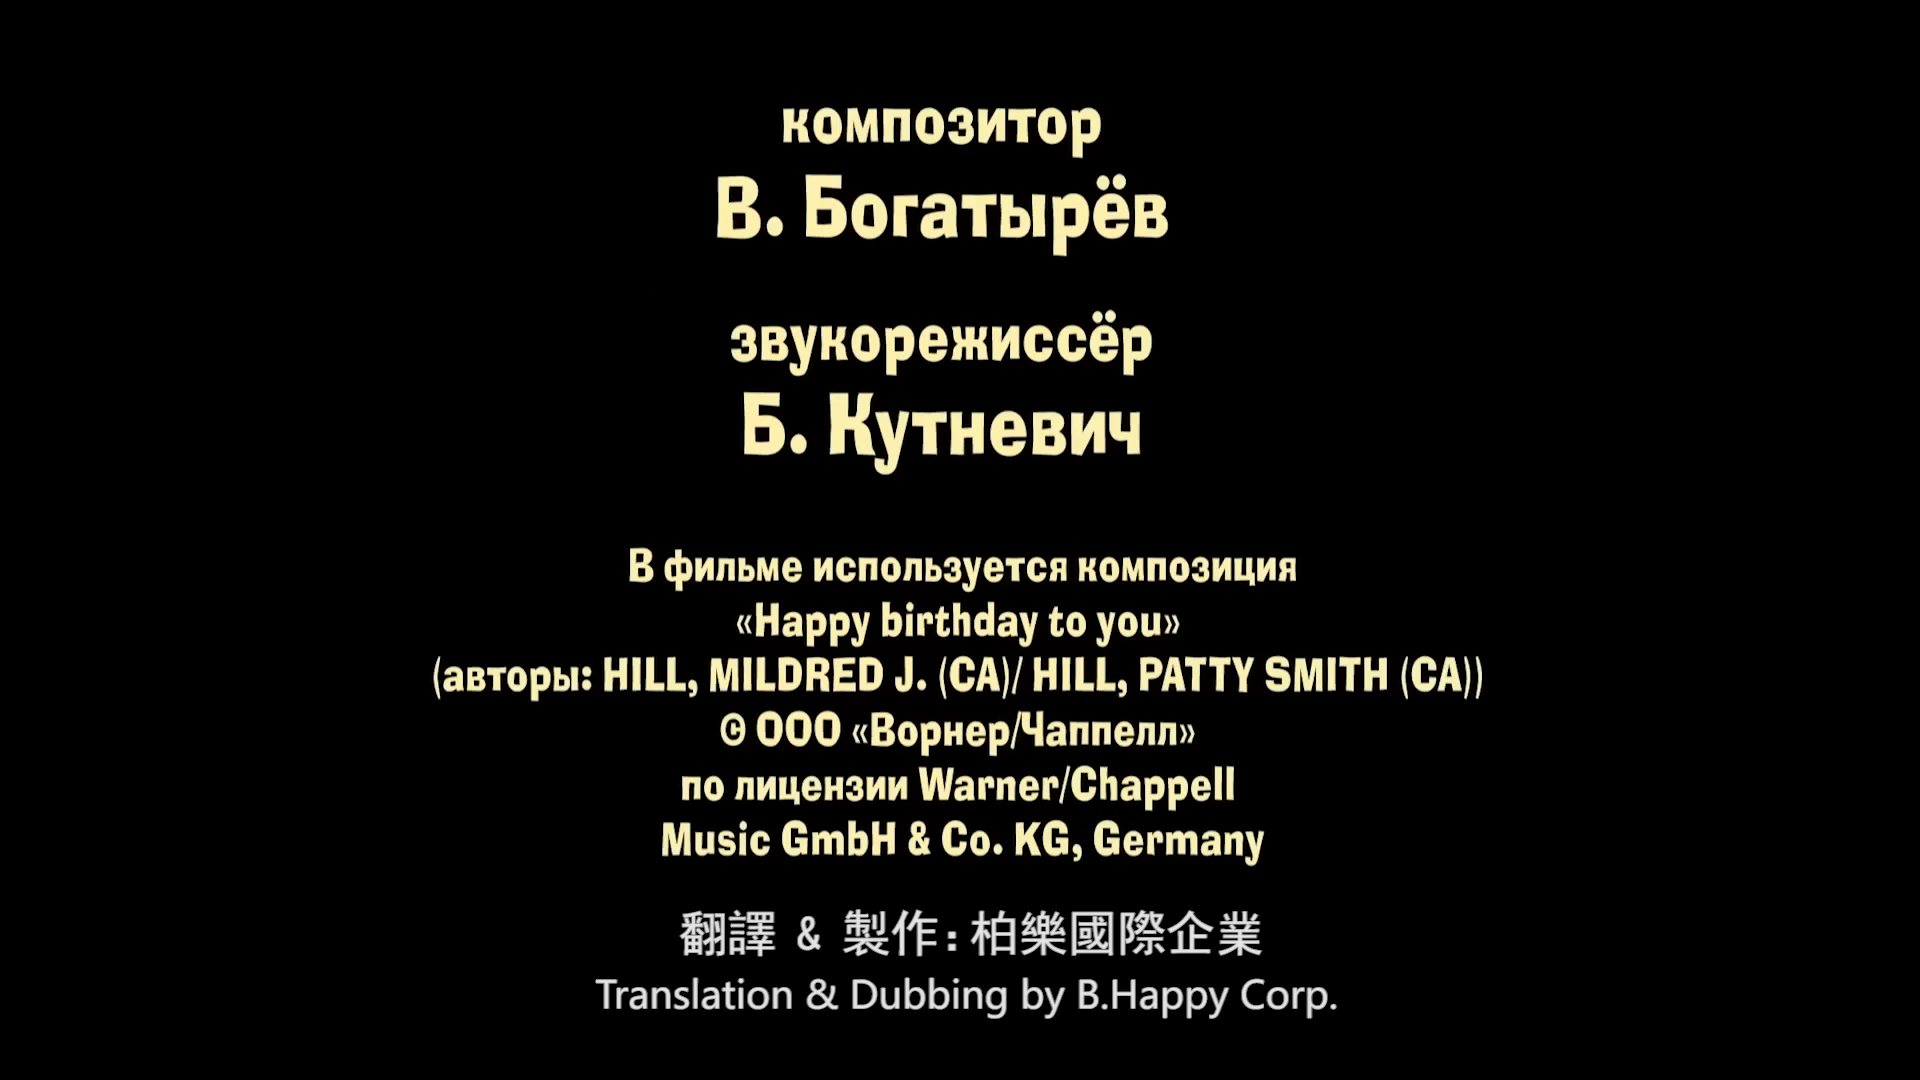 композитор
В. Богатырёв
звукорежиссёр
Б. Кутневич
В фильме используется композиция
«Happy birthday to you»
(авторы: HILL, MILDRED J. (CA)/ HILL, PATTY SMITH (CA))
© ООО «Ворнер/Чаппелл»
по лицензии Warner/Chappell
Music GmbH & Co. KG, Germany
翻譯 & 製作: 柏樂國際企業
Translation & Dubbing by B.Happy Corp.